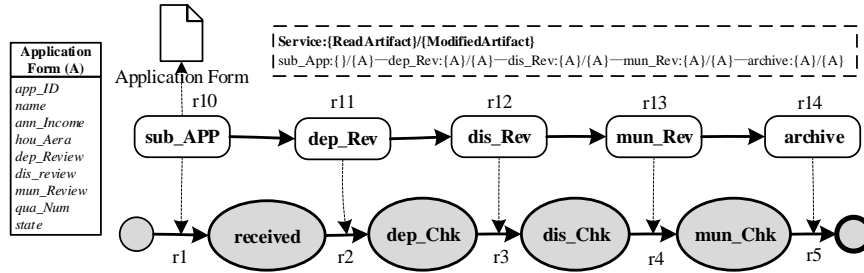 Application
Form (A)
app_ID
name
ann_Income
hou_Aera
dep_Review
dis_review
mun_Review
qua_Num
state
Application Form
Service:{ReadArtifact}/{ModifiedArtifact}
sub_App:{}/{A}—dep_Rev:{A}/{A}—dis_Rev:{A}/{A}—mun_Rev:{A}/{A}—archive:{A}/{A}
r10
r11
r12
r13
r14
sub_APP
dep_Rev
dis_Rev
mun_Rev
archive
received
dep_Chk
dis_Chk
mun_Chk
r1
r2
r3
r4
r5